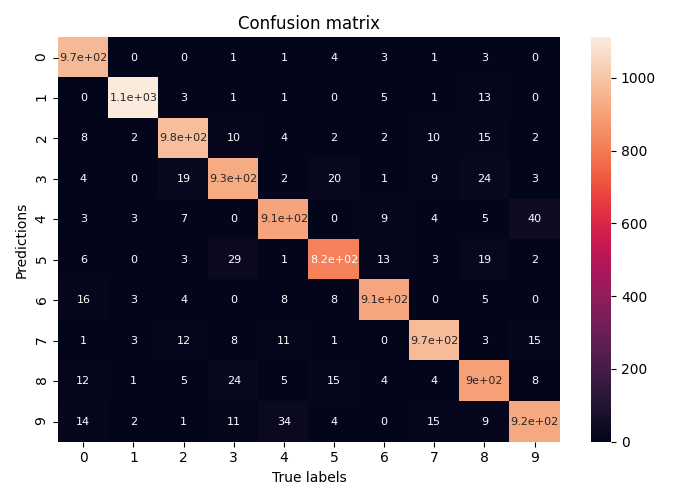 Confusion matrix
0 9.7e+02 0 0 1 1 4 3 1 3 0
1 0 1.1e+03 3 1 1 0 5 1 13 0
2 8 2 9.8e+02 10 4 2 2 10 15 2
3 4 0 19 9.3e+02 2 20 1 9 24 3
4 3 3 7 0 9.1e+02 0 9 4 5 40
5 6 0 3 29 1 8.2e+02 13 3 19 2
6 16 3 4 0 8 8 9.1e+02 0 5 0
7 1 3 12 8 11 1 0 9.7e+02 3 15
8 12 1 5 24 5 15 4 4 9e+02 8
9 14 2 1 11 34 4 0 15 9 9.2e+02
0 1 2 3 4 5 6 7 8 9
True labels
Predictions
1000
800
600
400
200
0